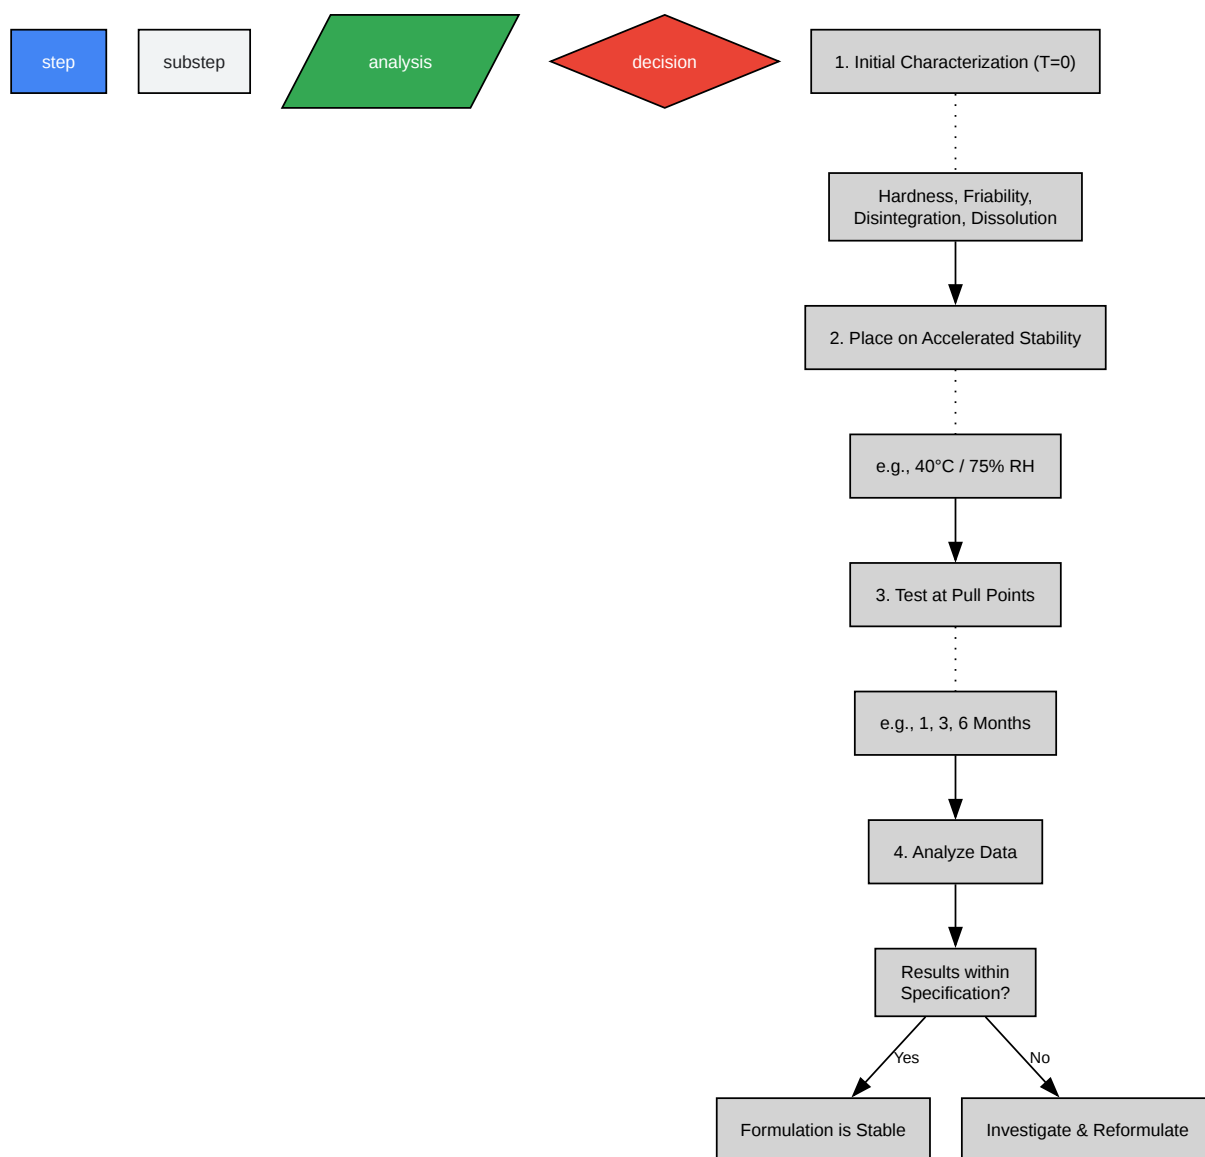 step
substep
analysis
decision
1. Initial Characterization (T=0)
Hardness, Friability,
Disintegration, Dissolution
2. Place on Accelerated Stability
e.g., 40°C / 75% RH
3. Test at Pull Points
e.g., 1, 3, 6 Months
4. Analyze Data
Results within
Specification?
Yes
No
Formulation is Stable
Investigate & Reformulate